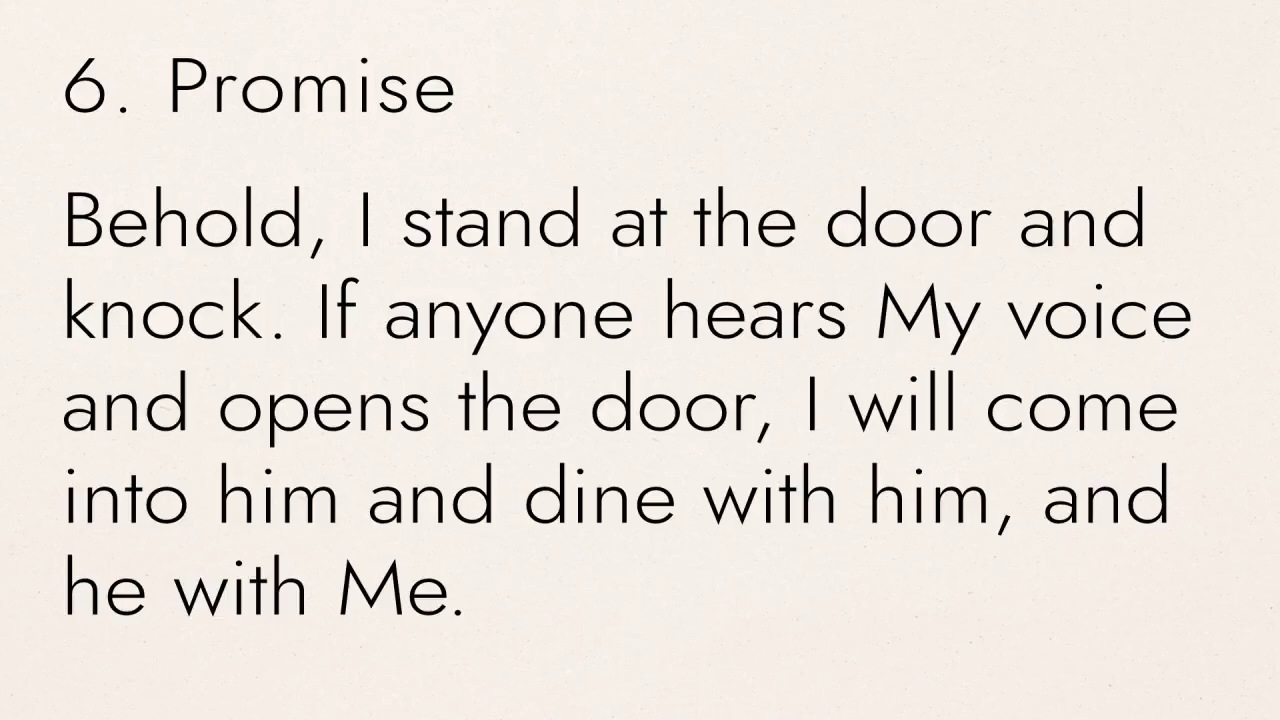 6. Promise
Behold, I stand at the door and
knock. If anyone hears My voice
and opens the door, I will come
into him and dine with him, and
he with Me.